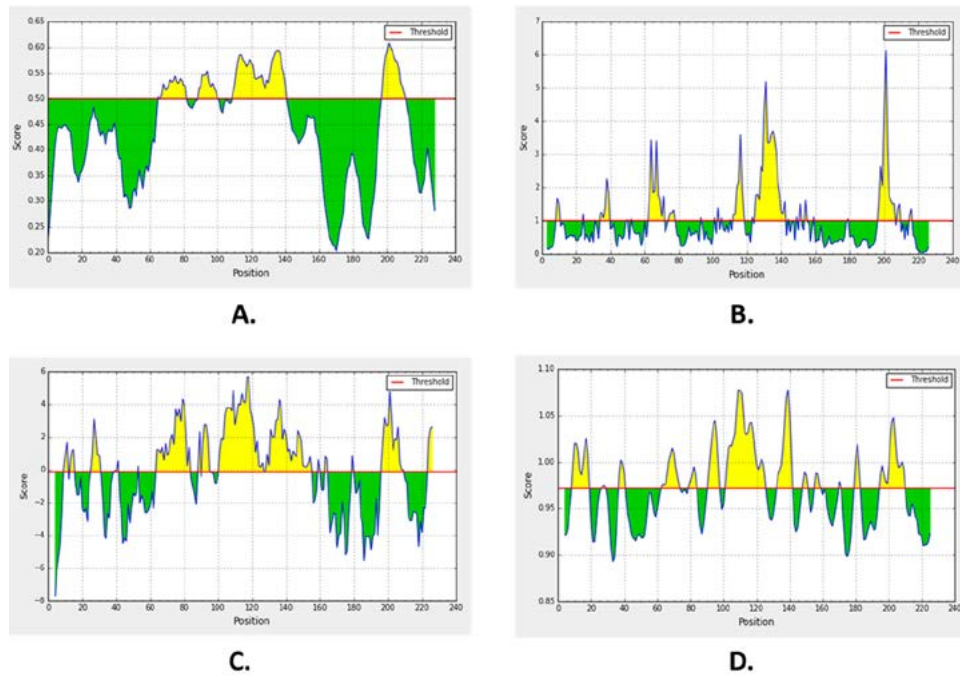 0.65
0.60
0.55
0.50
0.45
0.40
0.35
0.30
0.25
0.20
Score
0 20 40 60 80 100 120 140 160 180 200 220 240
Position
Threshold
A.
7
6
5
4
3
2
1
0
Score
0 20 40 60 80 100 120 140 160 180 200 220 240
Position
Threshold
B.
6
4
2
0
−2
−4
−6
−8
Score
0 20 40 60 80 100 120 140 160 180 200 220 240
Position
Threshold
C.
1.10
1.05
1.00
0.95
0.90
0.85
Score
0 20 40 60 80 100 120 140 160 180 200 220 240
Position
Threshold
D.